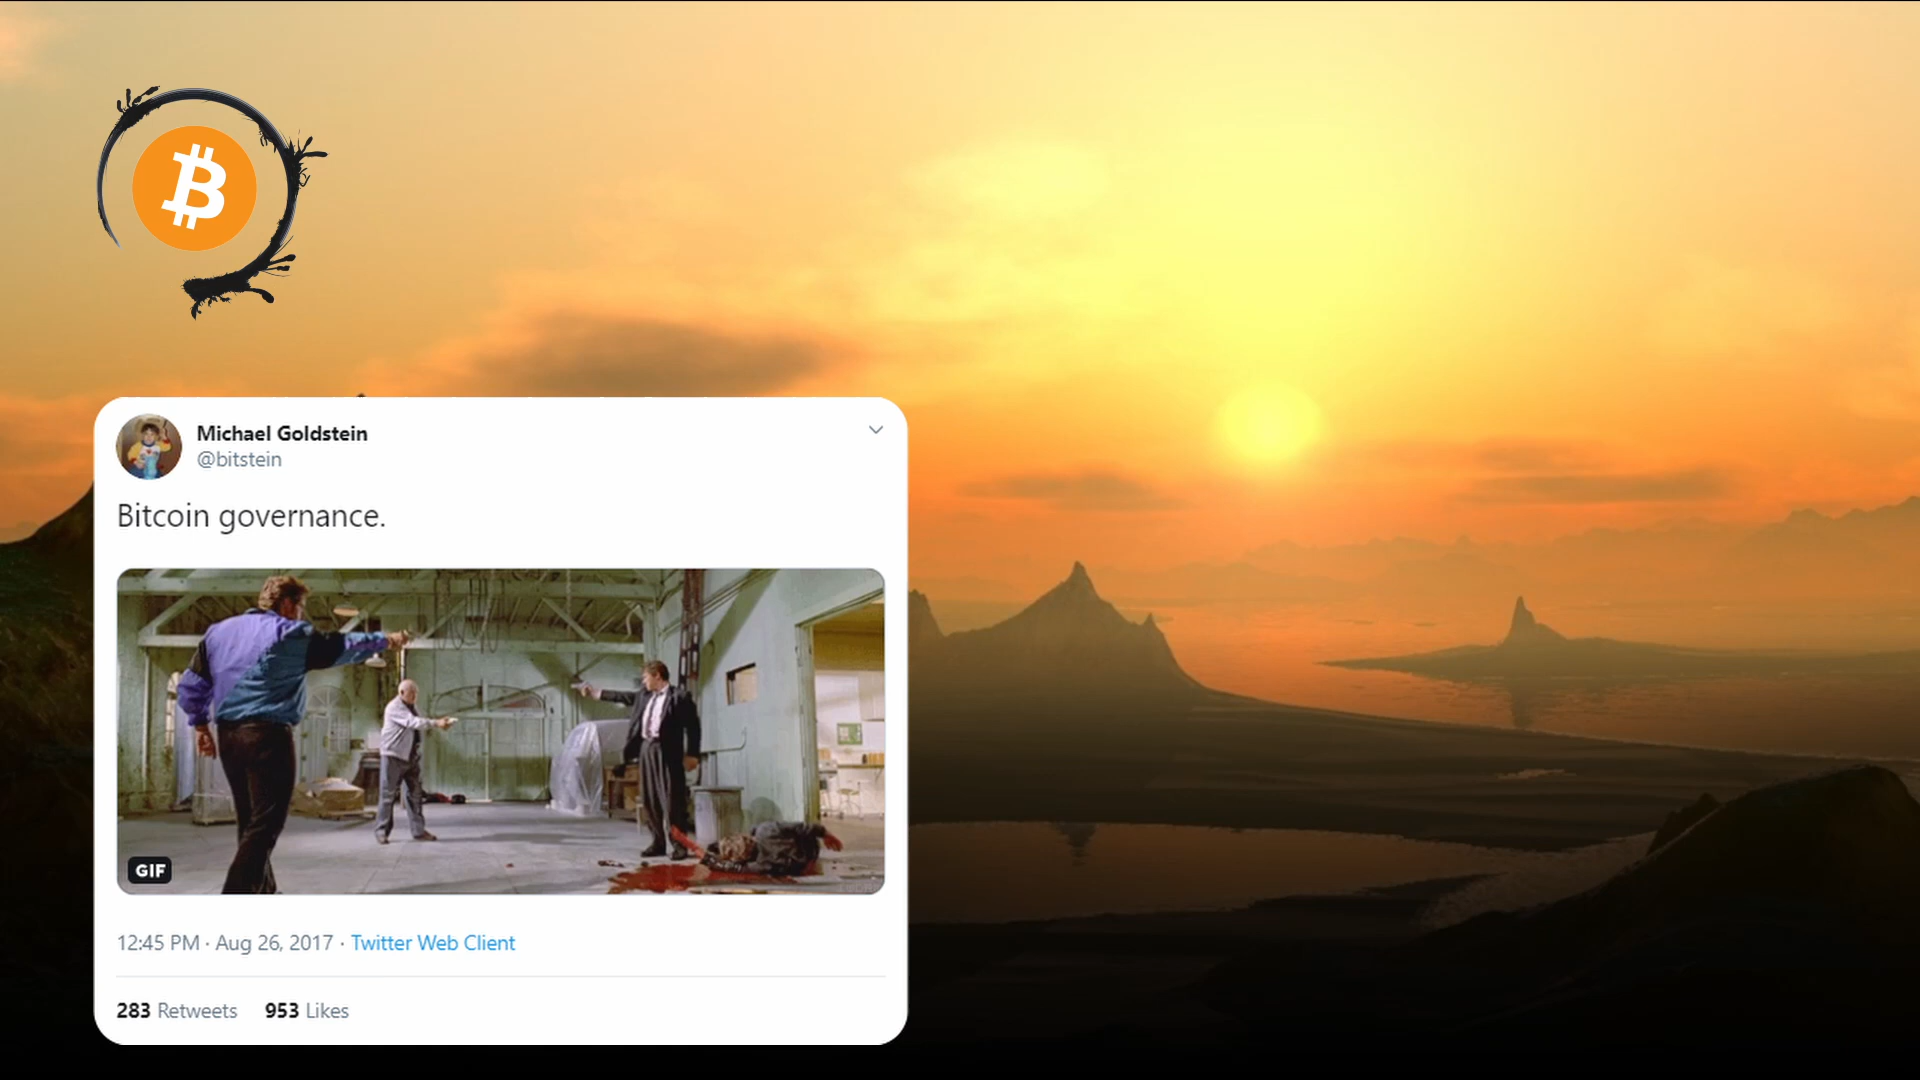 Michael Goldstein
@bitstein
Bitcoin governance.
GIF
12:45 PM · Aug 26, 2017 · Twitter Web Client
283 Retweets 953 Likes